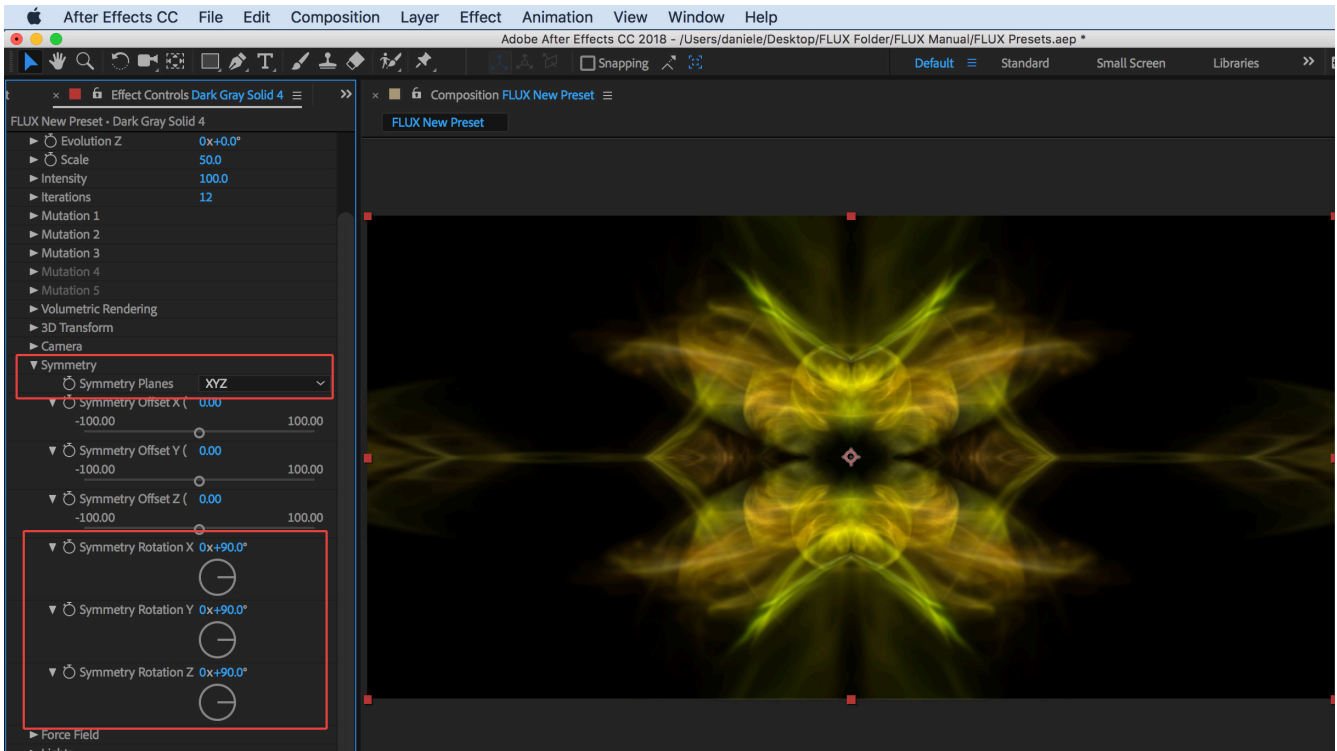 After Effects CC File Edit Composition Layer Effect Animation View Window Help
Adobe After Effects CC 2018 - /Users/daniele/Desktop/FLUX Folder/FLUX Manual/FLUX Presets.aep *
Snapping Default Standard Small Screen Libraries
Effect Controls Dark Gray Solid 4
Composition FLUX New Preset
FLUX New Preset • Dark Gray Solid 4
FLUX New Preset
Evolution Z 0x+0.0°
Scale 50.0
Intensity 100.0
Iterations 12
Mutation 1
Mutation 2
Mutation 3
Mutation 4
Mutation 5
Volumetric Rendering
3D Transform
Camera
Symmetry
Symmetry Planes XYZ
Symmetry Offset X ( 0.00
-100.00 100.00
Symmetry Offset Y ( 0.00
-100.00 100.00
Symmetry Offset Z ( 0.00
-100.00 100.00
Symmetry Rotation X 0x+90.0°
Symmetry Rotation Y 0x+90.0°
Symmetry Rotation Z 0x+90.0°
Force Field